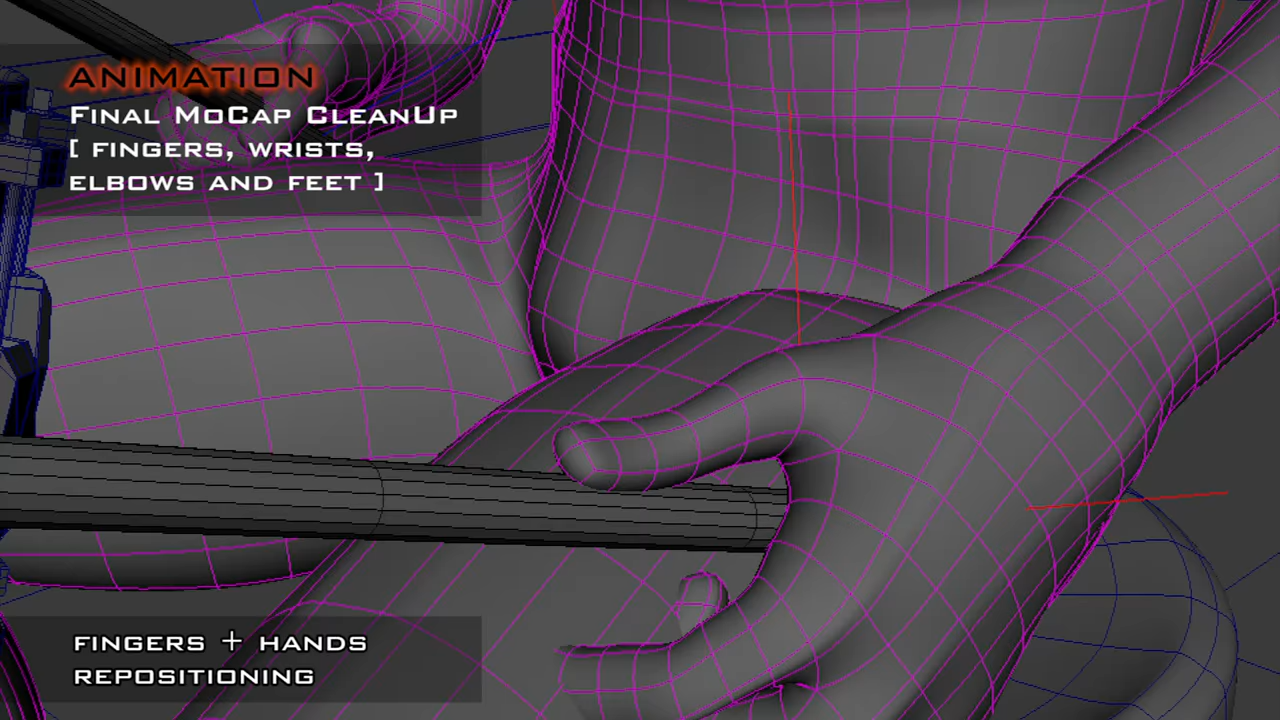 ANIMATION
FINAL MOCAP CLEANUP
[ FINGERS, WRISTS,
ELBOWS AND FEET ]
FINGERS + HANDS
REPOSITIONING